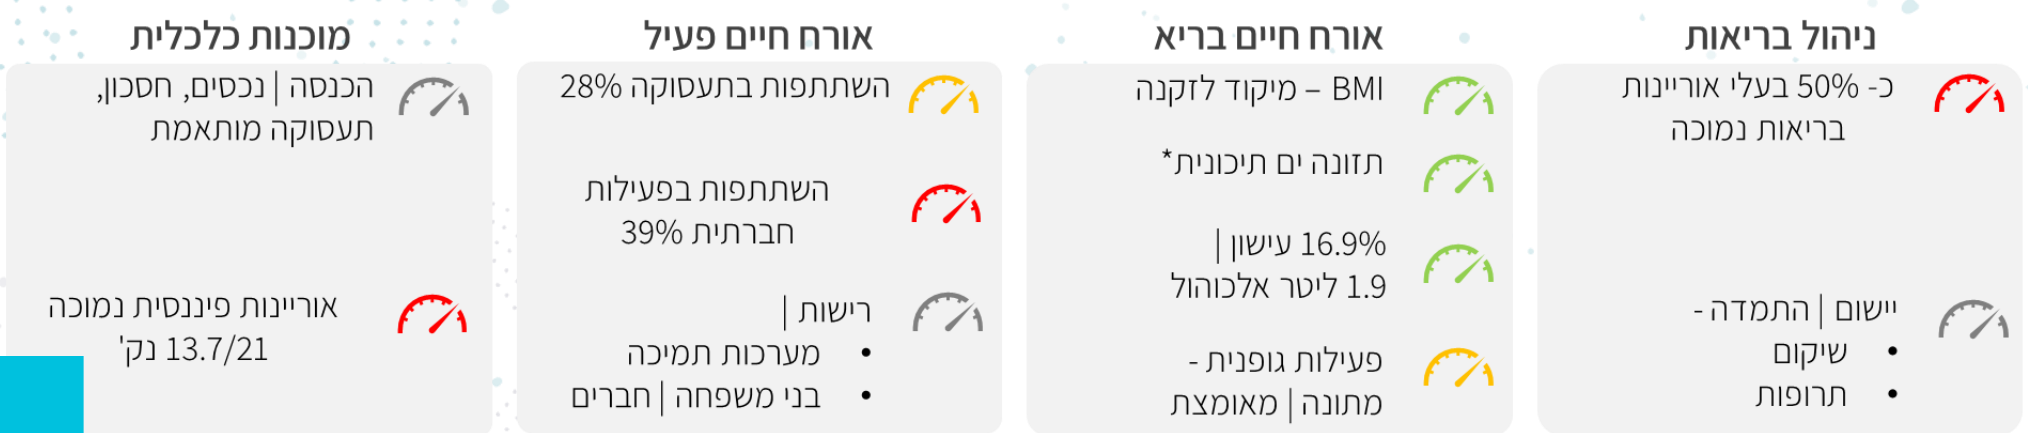 ניהול בריאות
כ- 50% בעלי אוריינות
בריאות נמוכה
יישום | התמדה -
• שיקום
• תרופות
אורח חיים בריא
BMI – מיקוד לזקנה
תזונה ים תיכונית*
16.9% עישון |
1.9 ליטר אלכוהול
פעילות גופנית -
מתונה | מאומצת
אורח חיים פעיל
השתתפות בתעסוקה 28%
השתתפות בפעילות
חברתית 39%
רישות |
• מערכות תמיכה
• בני משפחה | חברים
מוכנות כלכלית
הכנסה | נכסים, חסכון,
תעסוקה מותאמת
אוריינות פיננסית נמוכה
13.7/21 נק'